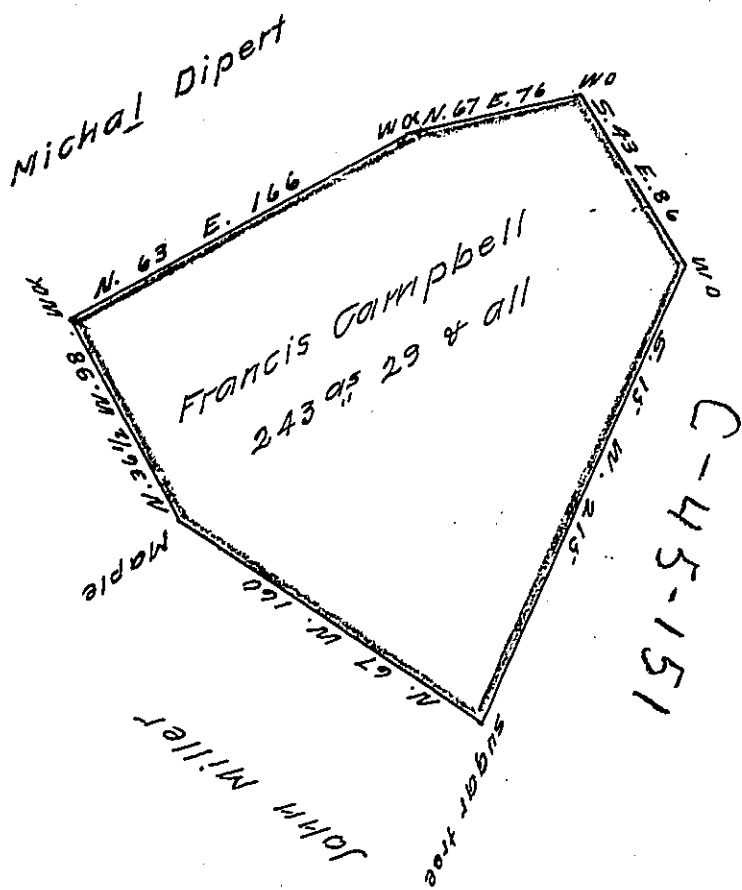 Michal Dipert
N. 63 E. 166
W O N. 67 E. 76
W O
S. 43 E. 86
W O
S. 15 W. 215
Sugar tree
N. 67 W. 160
Maple
N. 36 1/2 W. 98.
W O
Francis Campbell
243 as 29 & all
John Miller
C-45-151